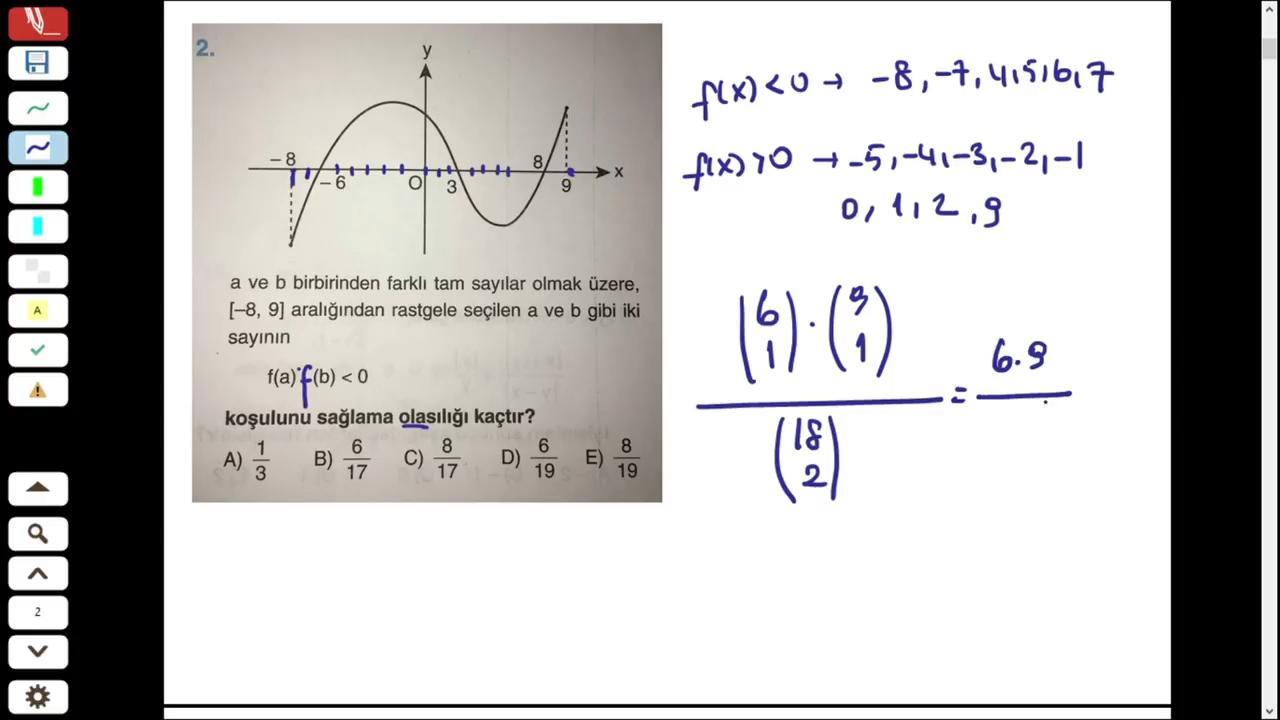 2.
y
-8
8
x
-6
O
3
9
a ve b birbirinden farklı tam sayılar olmak üzere,
[–8, 9] aralığından rastgele seçilen a ve b gibi iki
sayının
f(a)·f(b) < 0
koşulunu sağlama olasılığı kaçtır?
A) 1/3 B) 6/17 C) 8/17 D) 6/19 E) 8/19
f(x) < 0 → -8, -7, 4, 5, 6, 7
f(x) > 0 → -5, -4, -3, -2, -1
0, 1, 2, 9
(6 1) · (9 1)
= 6.9
(18 2)
A
2